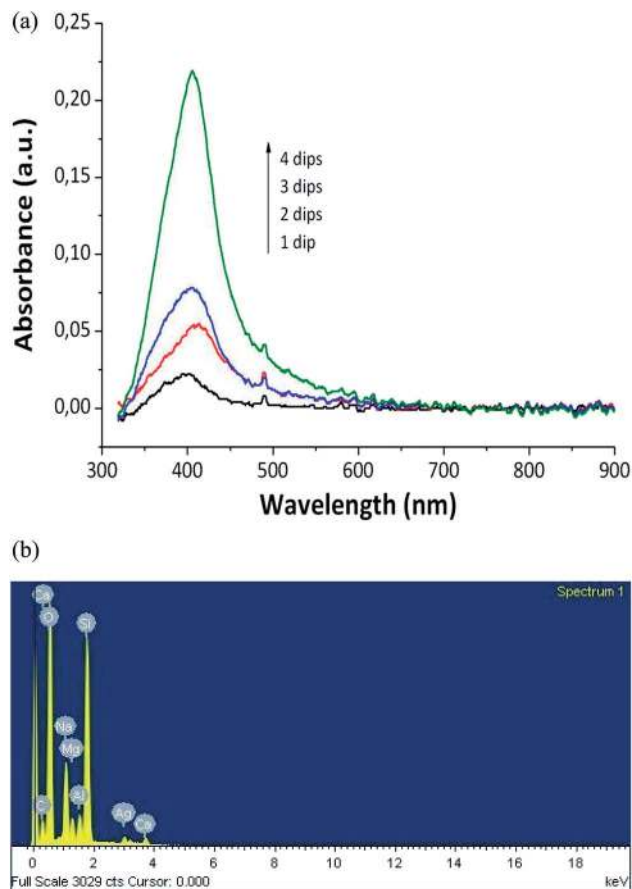 (a)
0,25
0,20
0,15
0,10
0,05
0,00
Absorbance (a.u.)
4 dips
3 dips
2 dips
1 dip
300 400 500 600 700 800 900
Wavelength (nm)
(b)
Spectrum 1
Ca
O
Si
Na
Mg
C
Al
Ag
Ca
0 2 4 6 8 10 12 14 16 18
Full Scale 3029 cts Cursor: 0.000 keV